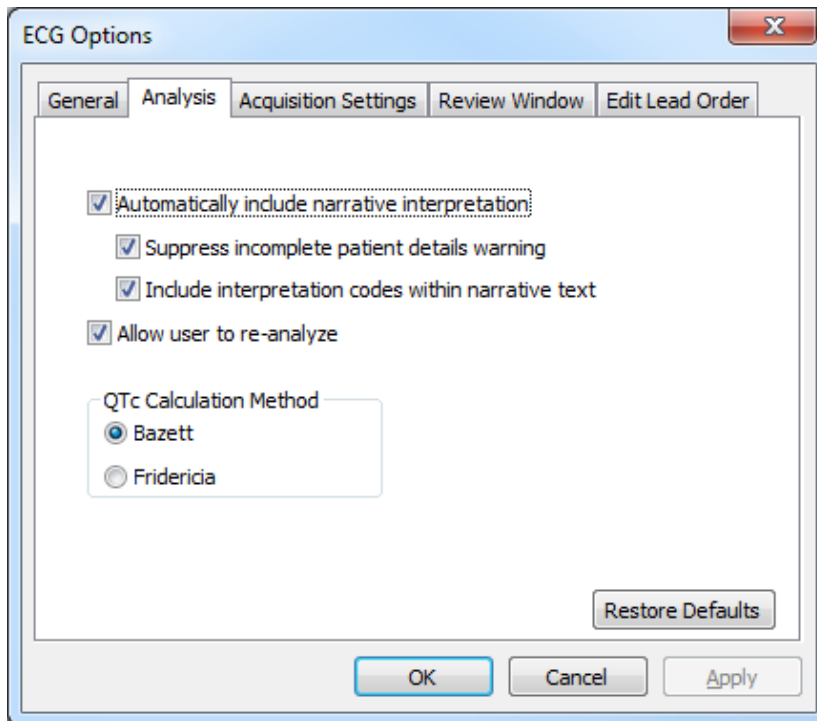 ECG Options
General Analysis Acquisition Settings Review Window Edit Lead Order
Automatically include narrative interpretation
Suppress incomplete patient details warning
Include interpretation codes within narrative text
Allow user to re-analyze
QTc Calculation Method
Bazett
Fridericia
Restore Defaults
OK Cancel Apply